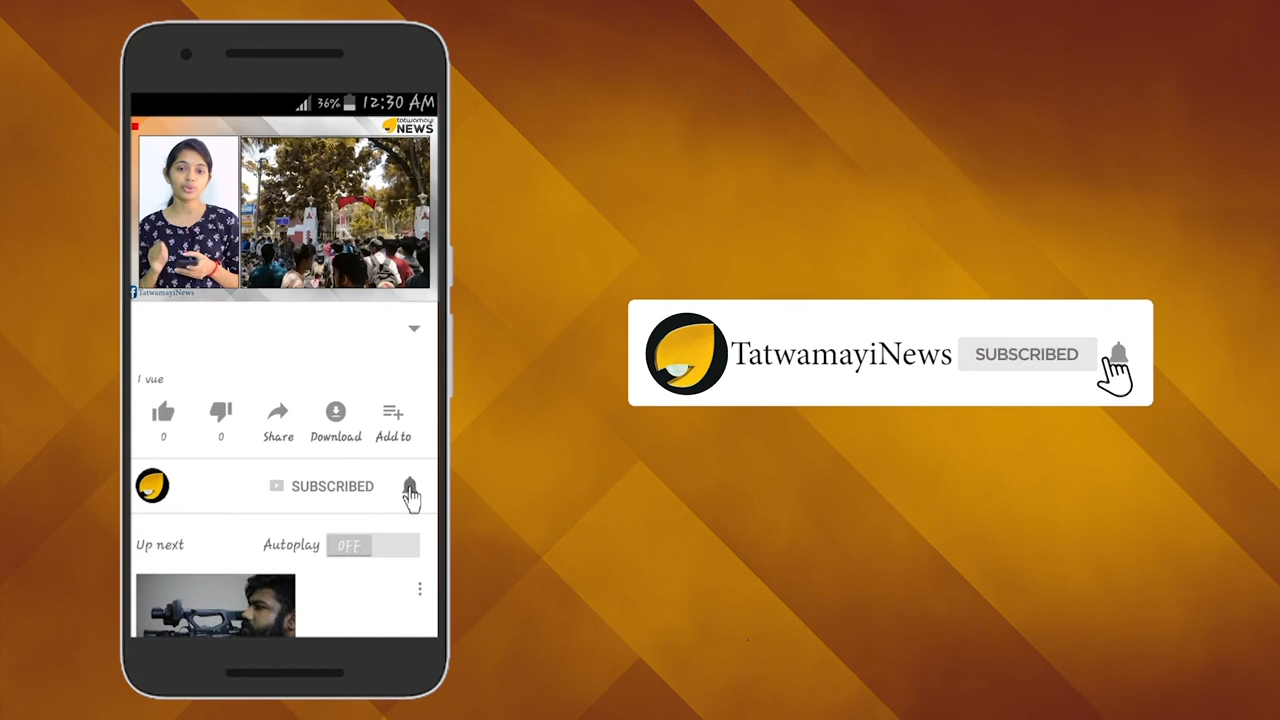 36% 12:30 AM
tatwamayi
NEWS
TatwamayiNews
1 vue
0 0 Share Download Add to
SUBSCRIBED
Up next Autoplay OFF
TatwamayiNews SUBSCRIBED